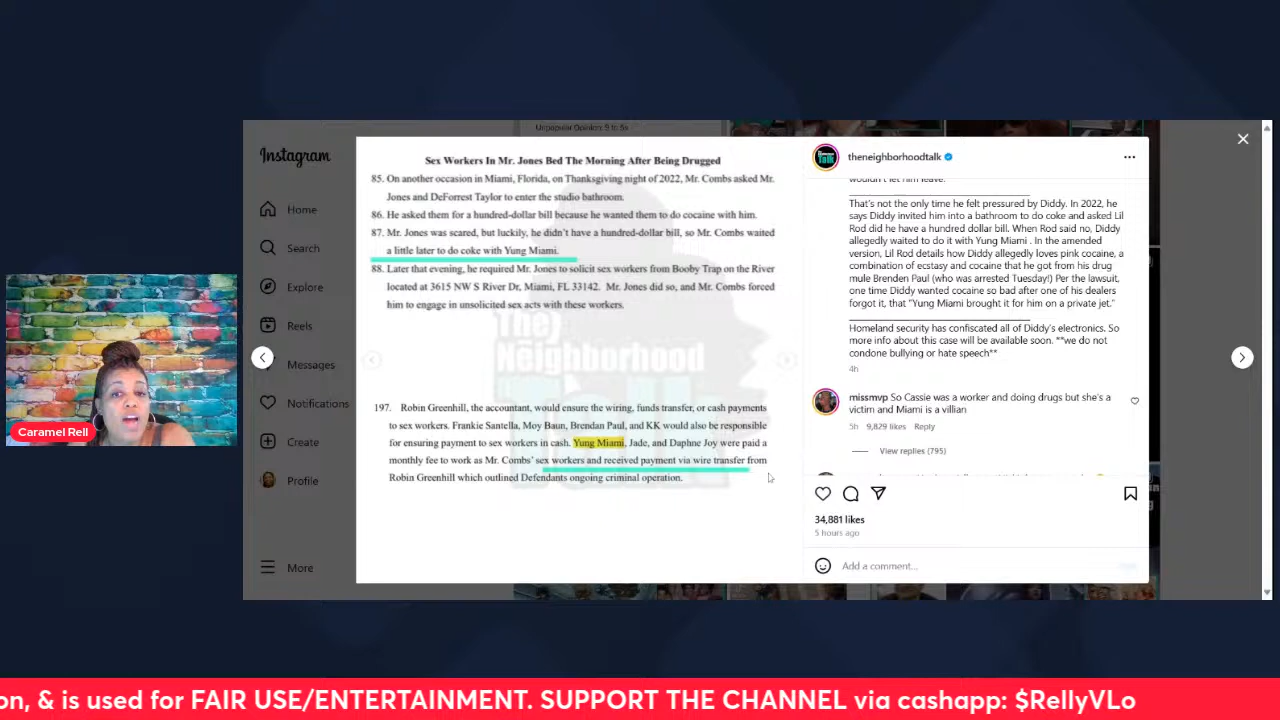 Unpopular Opinion: 9 to 5s
Instagram
Home
Search
Explore
Reels
Messages
Notifications
Create
Profile
More
Sex Workers In Mr. Jones Bed The Morning After Being Drugged
85. On another occasion in Miami, Florida, on Thanksgiving night of 2022, Mr. Combs asked Mr.
Jones and DeForrest Taylor to enter the studio bathroom.
86. He asked them for a hundred-dollar bill because he wanted them to do cocaine with him.
87. Mr. Jones was scared, but luckily, he didn't have a hundred-dollar bill, so Mr. Combs waited
a little later to do coke with Yung Miami.
88. Later that evening, he required Mr. Jones to solicit sex workers from Booby Trap on the River
located at 3615 NW S River Dr, Miami, FL 33142. Mr. Jones did so, and Mr. Combs forced
him to engage in unsolicited sex acts with these workers.
The
Neighborhood
Talk
197. Robin Greenhill, the accountant, would ensure the wiring, funds transfer, or cash payments
to sex workers. Frankie Santella, Moy Baun, Brendan Paul, and KK would also be responsible
for ensuring payment to sex workers in cash. Yung Miami, Jade, and Daphne Joy were paid a
monthly fee to work as Mr. Combs' sex workers and received payment via wire transfer from
Robin Greenhill which outlined Defendants ongoing criminal operation.
theneighborhoodtalk
wouldn't let him leave.
That's not the only time he felt pressured by Diddy. In 2022, he
says Diddy invited him into a bathroom to do coke and asked Lil
Rod did he have a hundred dollar bill. When Rod said no, Diddy
allegedly waited to do it with Yung Miami . In the amended
version, Lil Rod details how Diddy allegedly loves pink cocaine, a
combination of ecstasy and cocaine that he got from his drug
mule Brenden Paul (who was arrested Tuesday!) Per the lawsuit,
one time Diddy wanted cocaine so bad after one of his dealers
forgot it, that "Yung Miami brought it for him on a private jet."
Homeland security has confiscated all of Diddy's electronics. So
more info about this case will be available soon. **we do not
condone bullying or hate speech**
4h
missmvp So Cassie was a worker and doing drugs but she's a
victim and Miami is a villian
5h 9,829 likes Reply
View replies (795)
34,881 likes
5 hours ago
Add a comment...
Caramel Rell
on, & is used for FAIR USE/ENTERTAINMENT. SUPPORT THE CHANNEL via cashapp: $RellyVLo